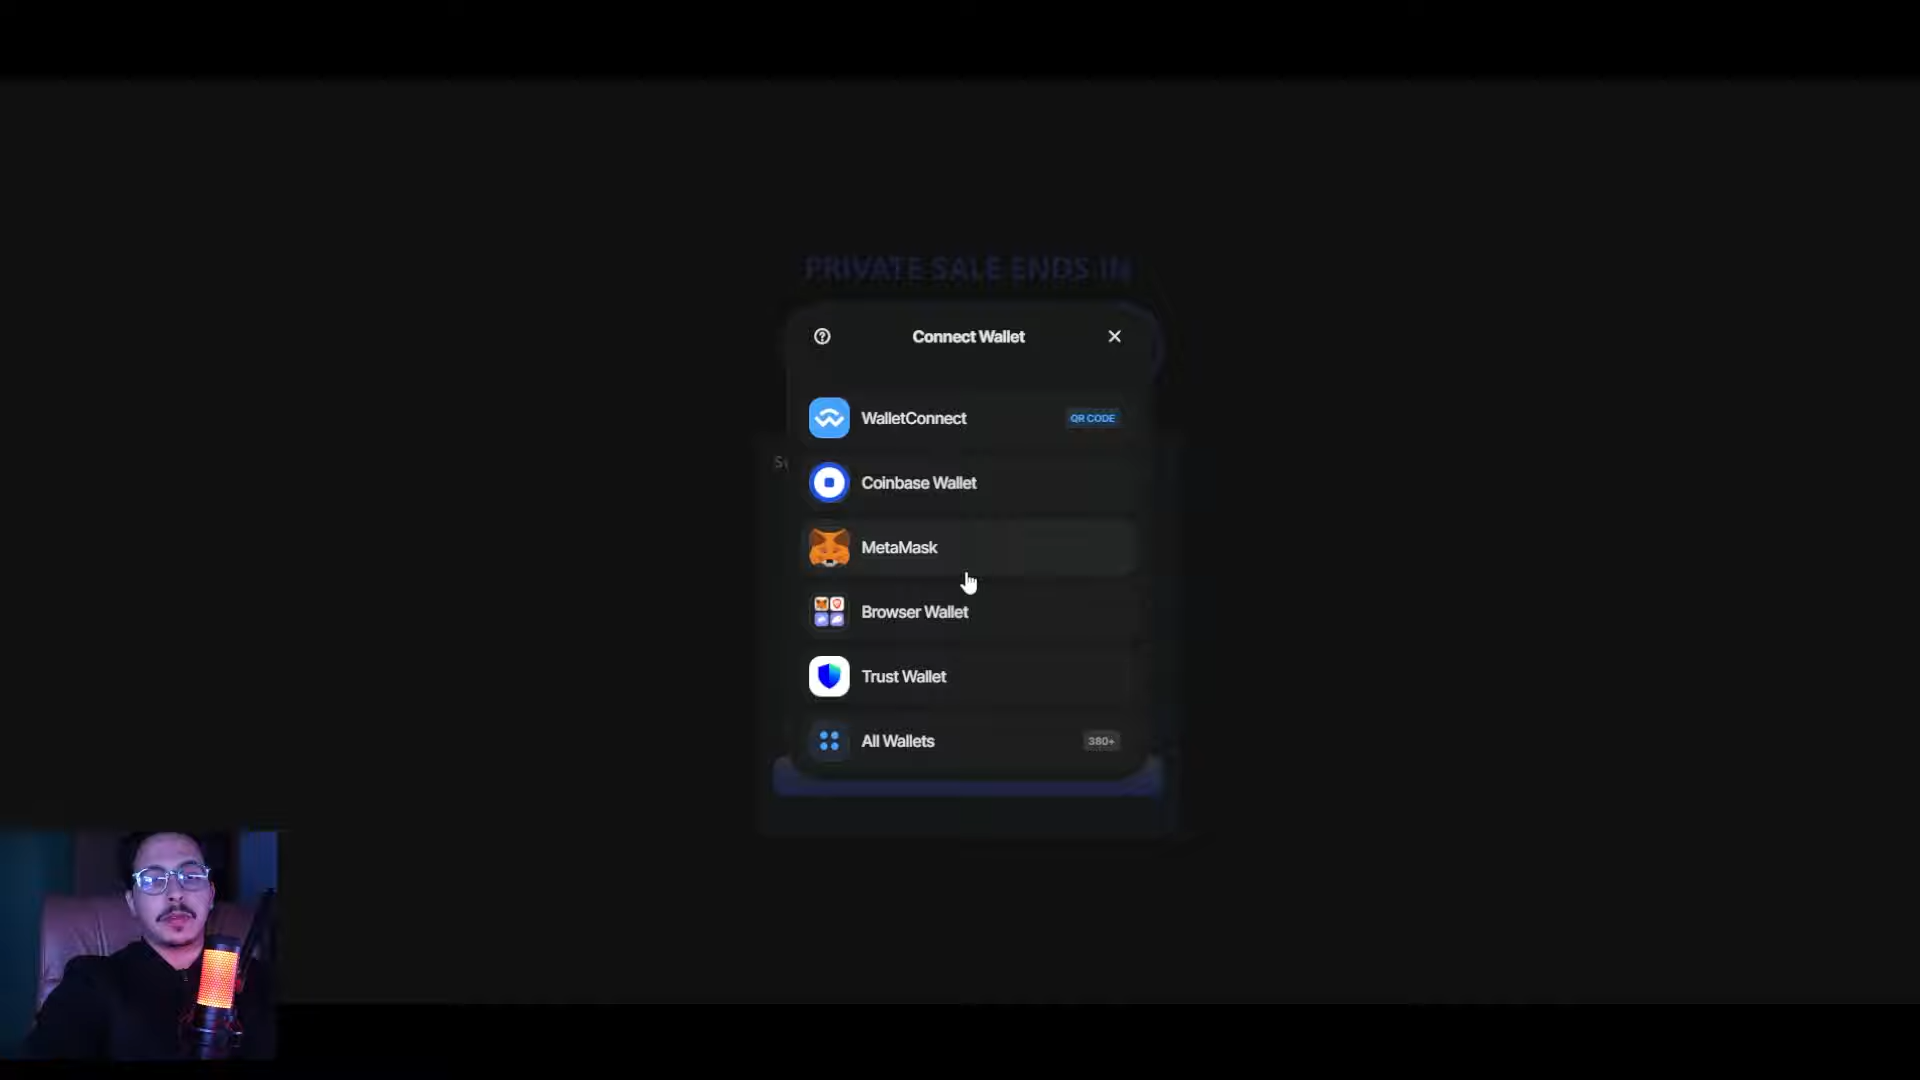 PRIVATE SALE ENDS IN
Connect Wallet
WalletConnect
QR CODE
Coinbase Wallet
MetaMask
Browser Wallet
Trust Wallet
All Wallets
380+